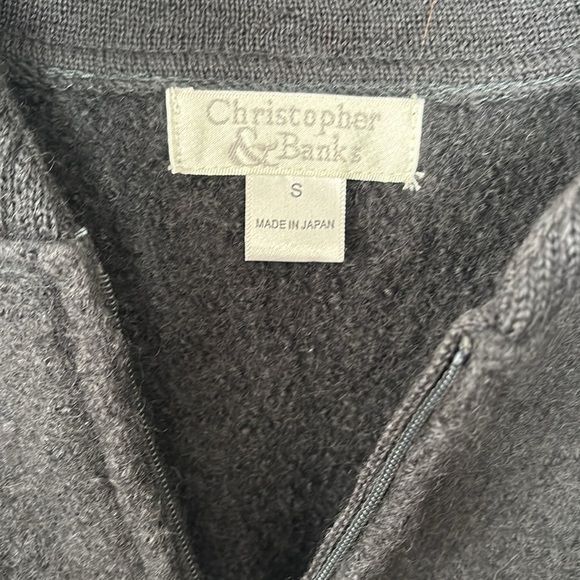 Christopher
& Banks
S
MADE IN JAPAN